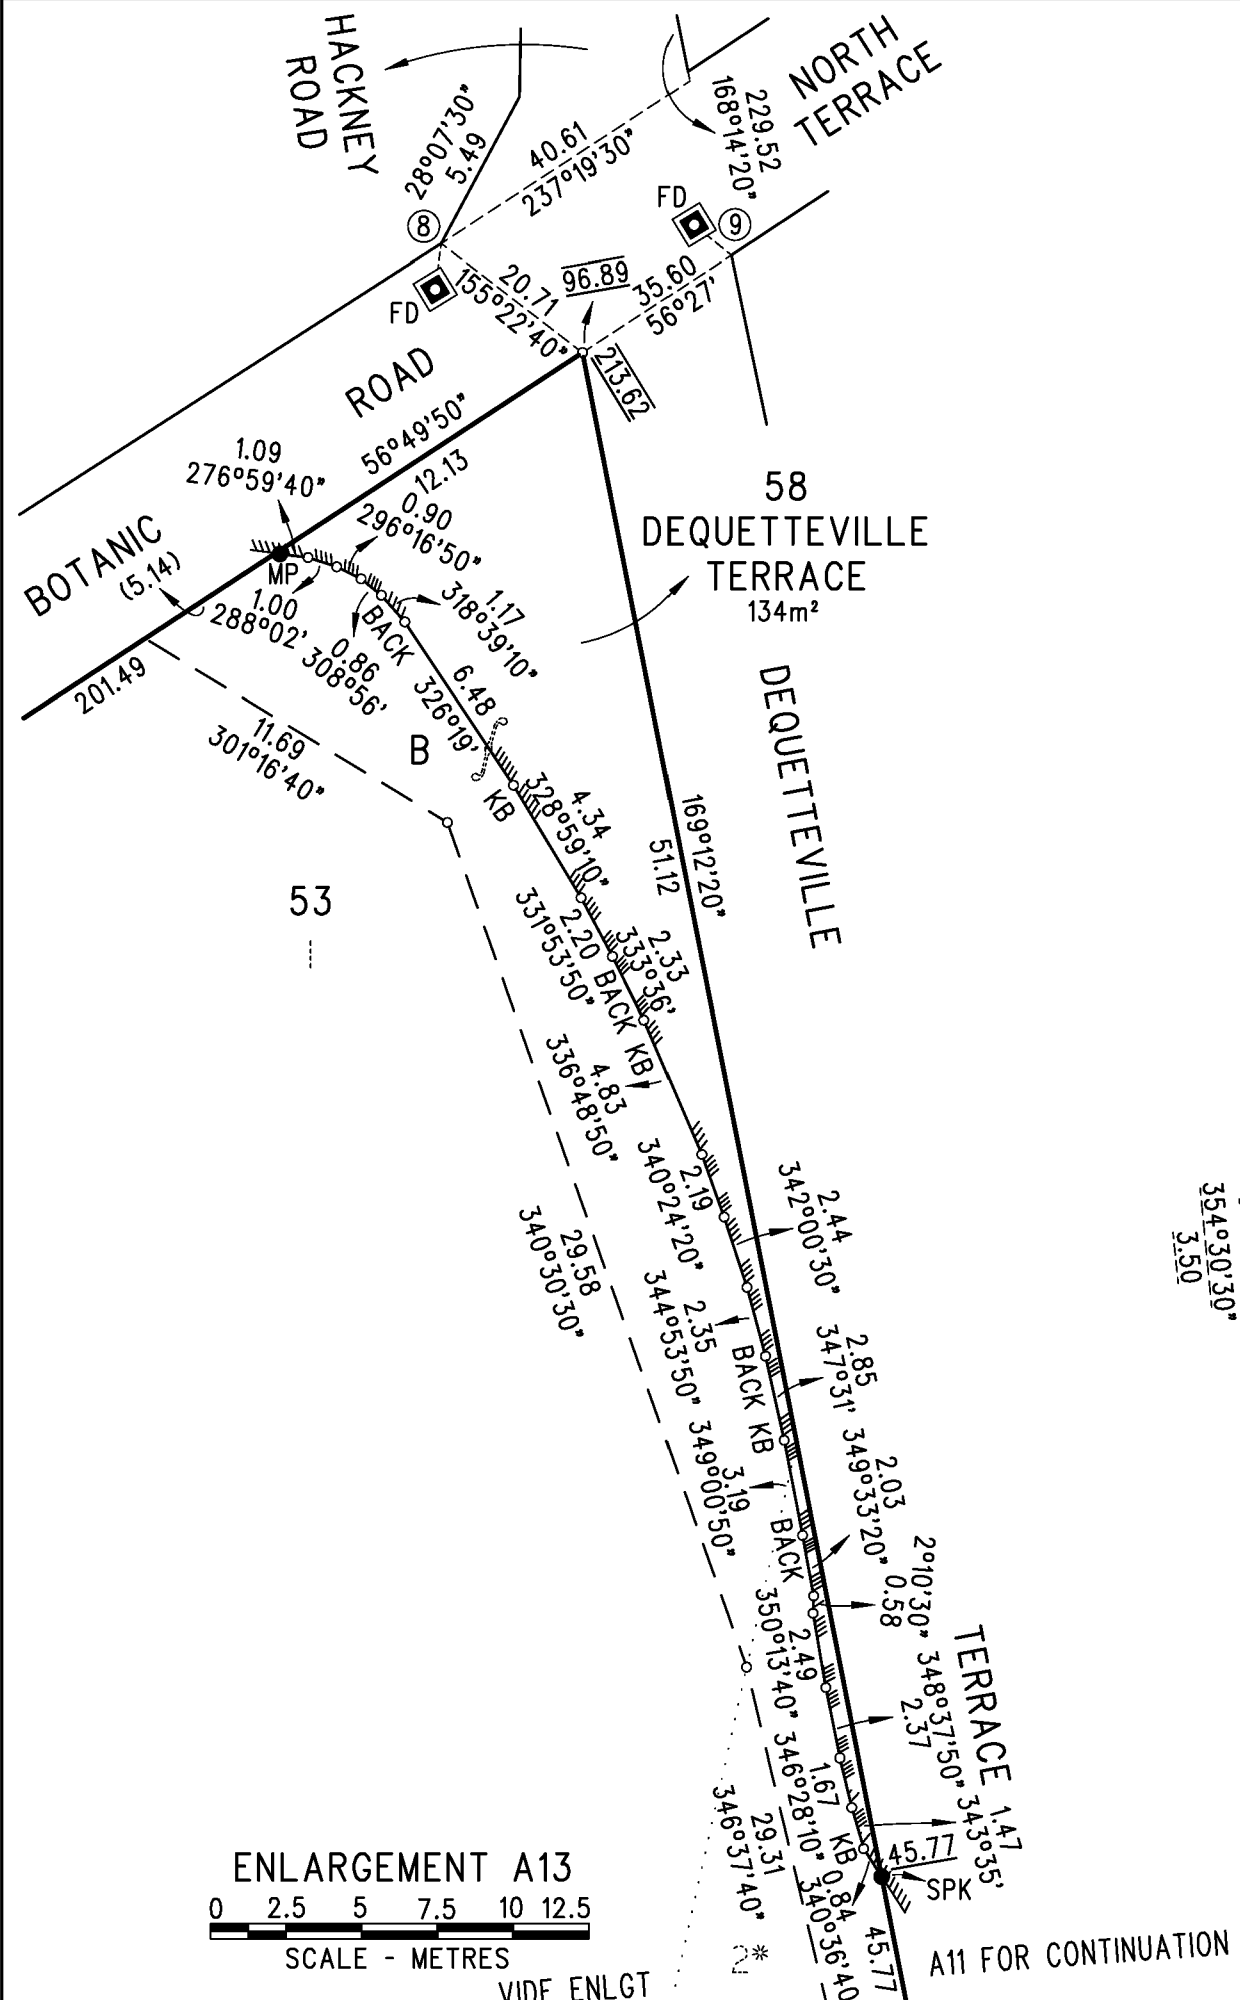 HACKNEY
ROAD
NORTH
TERRACE
28°07'30"
5.49
40.61
237°19'30"
229.52
168°14'20"
FD
8
9
FD
20.71
155°22'40"
96.89
35.60
56°27'
213.62
ROAD
56°49'50"
12.13
1.09
276°59'40"
0.90
296°16'50"
58
DEQUETTEVILLE
TERRACE
134m²
BOTANIC
(5.14)
MP
1.00
288°02'
0.86
308°56'
BACK
1.17
318°39'10"
201.49
6.48
326°19'
11.69
301°16'40"
B
KB
DEQUETTEVILLE
4.34
328°59'10"
169°12'20"
51.12
53
2.20
331°53'50"
BACK KB
2.33
333°36'
4.83
336°48'50"
2.19
340°24'20"
2.44
342°00'30"
354°30'30"
3.50
29.58
340°30'30"
2.35
344°53'50"
BACK KB
2.85
347°31'
3.19
349°00'50"
BACK
2.03
349°33'20"
2°10'30"
0.58
2.49
350°13'40"
TERRACE
348°37'50"
2.37
1.67
346°28'10"
KB
1.47
343°35'
29.31
346°37'40"
0.84
340°36'40
45.77
SPK
45.77
ENLARGEMENT A13
0 2.5 5 7.5 10 12.5
SCALE - METRES
2*
A11 FOR CONTINUATION
VIDE ENLGT